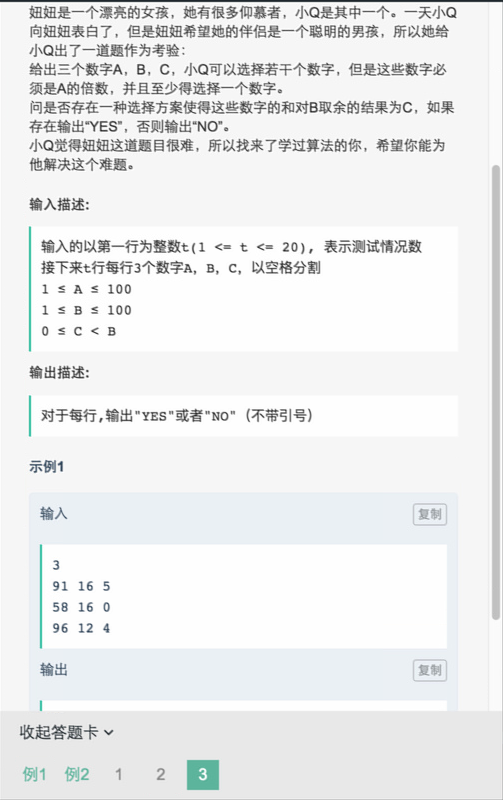 妞妞是一个漂亮的女孩，她有很多仰慕者，小Q是其中一个。一天小Q
向妞妞表白了，但是妞妞希望她的伴侣是一个聪明的男孩，所以她给
小Q出了一道题作为考验：
给出三个数字A，B，C，小Q可以选择若干个数字，但是这些数字必
须是A的倍数，并且至少得选择一个数字。
问是否存在一种选择方案使得这些数字的和对B取余的结果为C，如果
存在输出“YES”，否则输出“NO”。
小Q觉得妞妞这道题目很难，所以找来了学过算法的你，希望你能为
他解决这个难题。
输入描述:
输入的以第一行为整数t(1 <= t <= 20), 表示测试情况数
接下来t行每行3个数字A，B，C，以空格分割
1 ≤ A ≤ 100
1 ≤ B ≤ 100
0 ≤ C < B
输出描述:
对于每行,输出"YES"或者"NO"（不带引号）
示例1
输入
复制
3
91 16 5
58 16 0
96 12 4
输出
复制
收起答题卡
例1 例2 1 2 3